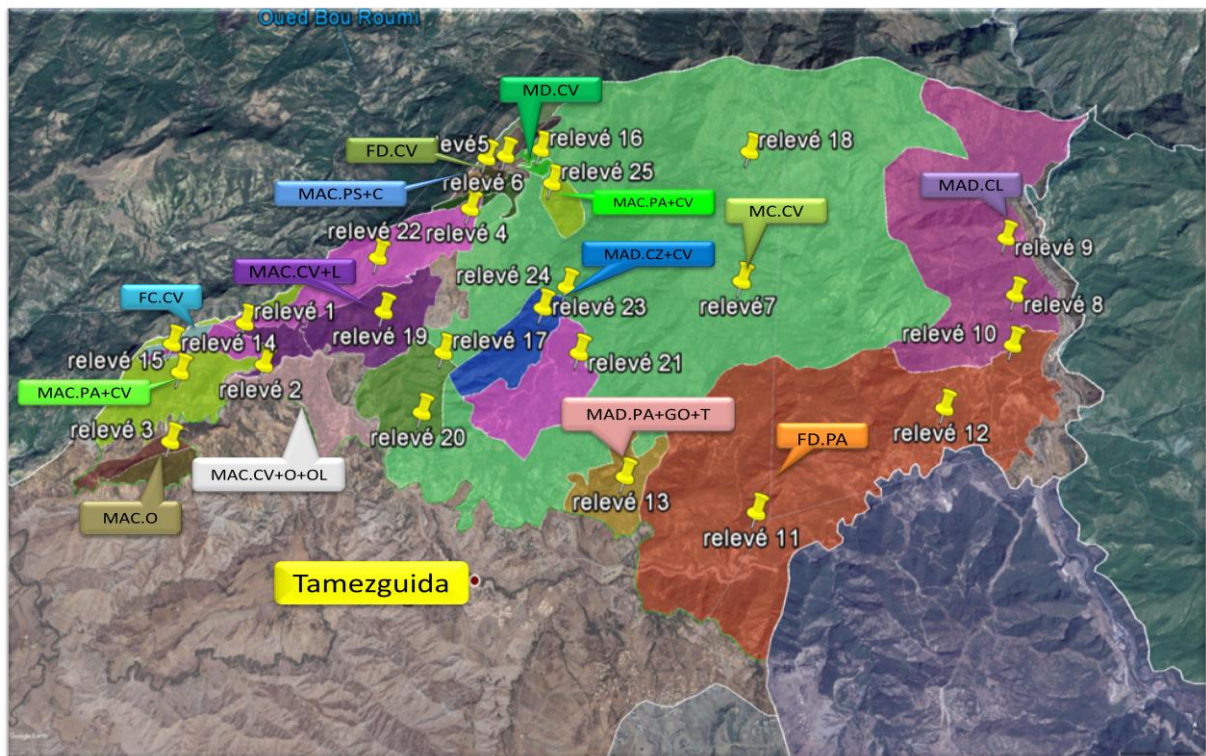 Oued Bou Roumi
MD.CV
relevé 16
relevé 18
levé5
FD.CV
relevé 6
relevé 25
MAC.PS+C
MAC.PA+CV
MC.CV
MAD.CL
relevé 22
relevé 4
relevé 9
MAC.CV+L
relevé 24
MAD.CZ+CV
FC.CV
relevé 1
relevé 23
relevé7
relevé 8
relevé 15
relevé 14
relevé 19
relevé 17
relevé 21
relevé 10
MAC.PA+CV
relevé 2
relevé 3
relevé 20
MAD.PA+GO+T
relevé 12
FD.PA
MAC.CV+O+OL
relevé 13
MAC.O
relevé 11
Tamezguida
Google Earth